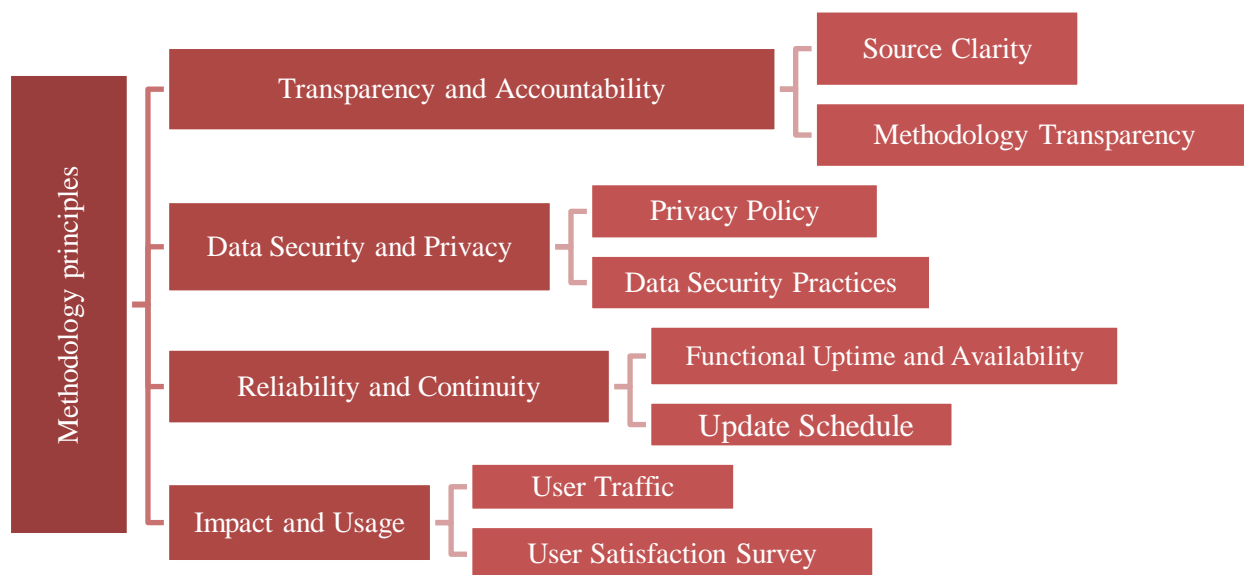 Methodology principles
Transparency and Accountability
Source Clarity
Methodology Transparency
Data Security and Privacy
Privacy Policy
Data Security Practices
Reliability and Continuity
Functional Uptime and Availability
Update Schedule
Impact and Usage
User Traffic
User Satisfaction Survey